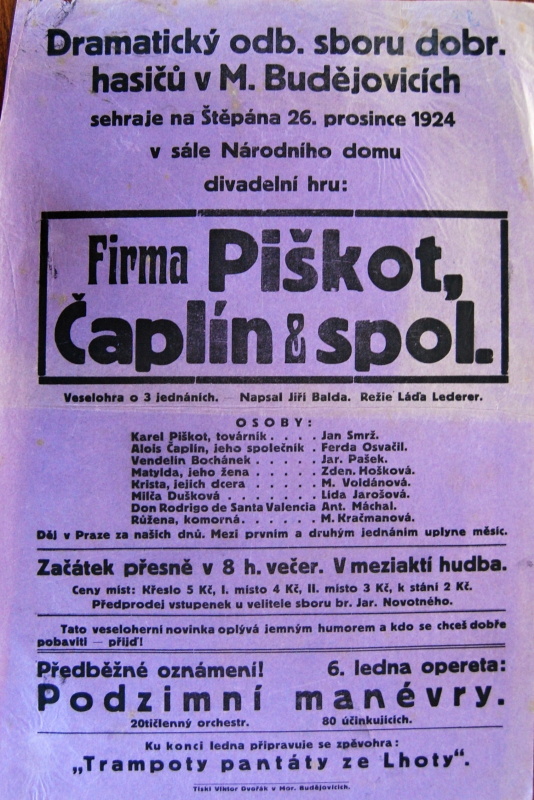 Dramatický odb. sboru dobr.
hasičů v M. Budějovicích
sehraje na Štěpána 26. prosince 1924
v sále Národního domu
divadelní hru:
Firma Piškot,
Čaplín & spol.
Veselohra o 3 jednáních. — Napsal Jiří Balda. Režie Láďa Lederer.
OSOBY:
Karel Piškot, továrník . . . . Jan Smrž.
Alois Čaplín, jeho společník . Ferda Osvačil.
Vendelin Bochánek . . . . . Jar. Pašek.
Matylda, jeho žena . . . . . Zden. Hošková.
Krista, jejich dcera . . . . . M. Voldánová.
Milča Dušková . . . . . . . Lida Jarošová.
Don Rodrigo de Santa Valencia Ant. Máchal.
Růžena, komorná . . . . . . M. Kračmanová.
Děj v Praze za našich dnů. Mezi prvním a druhým jednáním uplyne měsíc.
Začátek přesně v 8 h. večer. V meziaktí hudba.
Ceny míst: Křeslo 5 Kč, I. místo 4 Kč, II. místo 3 Kč, k stání 2 Kč.
Předprodej vstupenek u velitele sboru br. Jar. Novotného.
Tato veseloherní novinka oplývá jemným humorem a kdo se chceš dobře
pobaviti — přijď!
Předběžné oznámení! 6. ledna opereta:
Podzimní manévry.
20tičlenný orchestr. 80 účinkujících.
Ku konci ledna připravuje se zpěvohra:
„Trampoty pantáty ze Lhoty".
Tiskl Viktor Dvořák v Mor. Budějovicích.